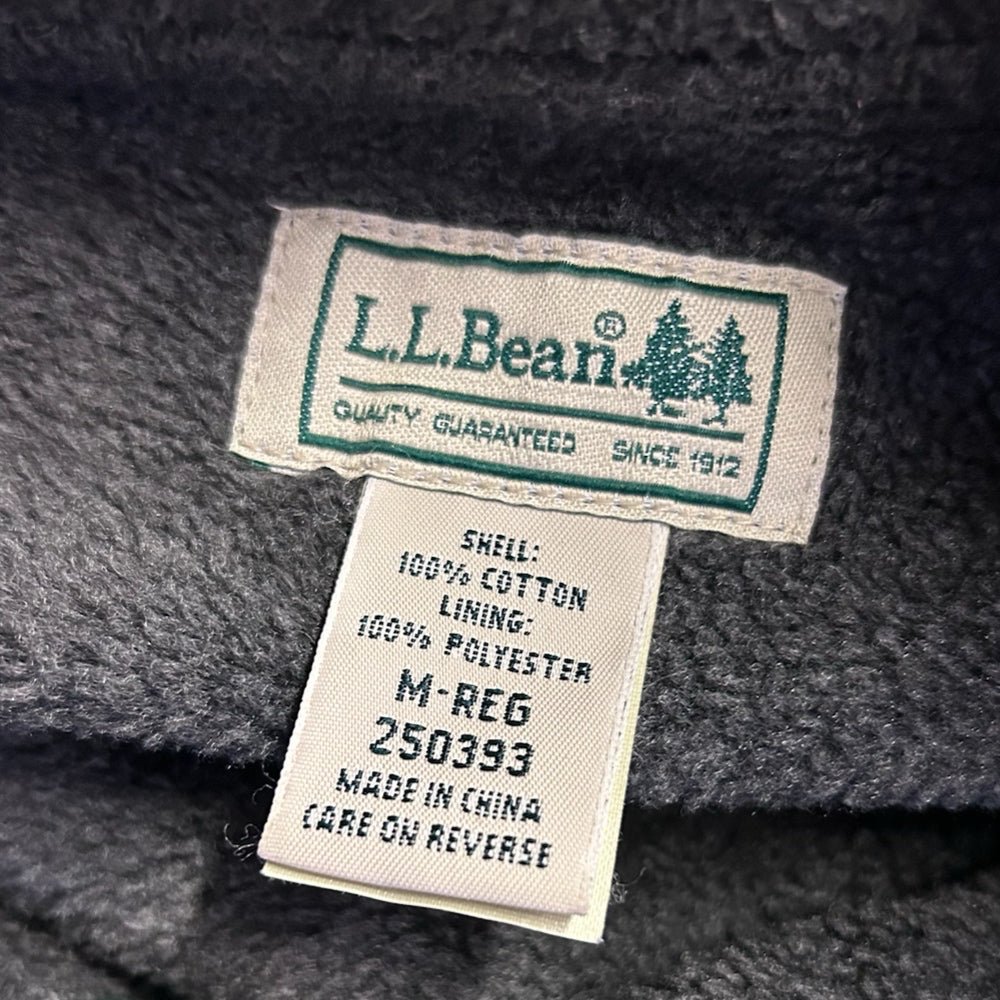 L.L.Bean®
QUALITY GUARANTEED SINCE 1912
SHELL:
100% COTTON
LINING:
100% POLYESTER
M-REG
250393
MADE IN CHINA
CARE ON REVERSE